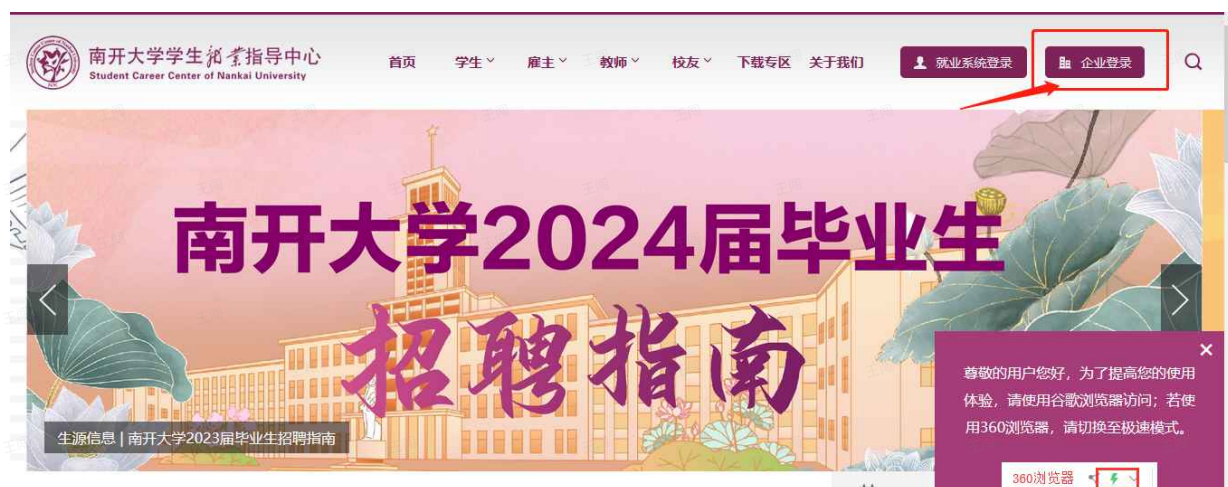 南开大学学生就业指导中心
Student Career Center of Nankai University
首页 学生 雇主 教师 校友 下载专区 关于我们 就业系统登录 企业登录
南开大学2024届毕业生
招聘指南
生源信息 | 南开大学2023届毕业生招聘指南
尊敬的用户您好，为了提高您的使用
体验，请使用谷歌浏览器访问；若使
用360浏览器，请切换至极速模式。
360浏览器